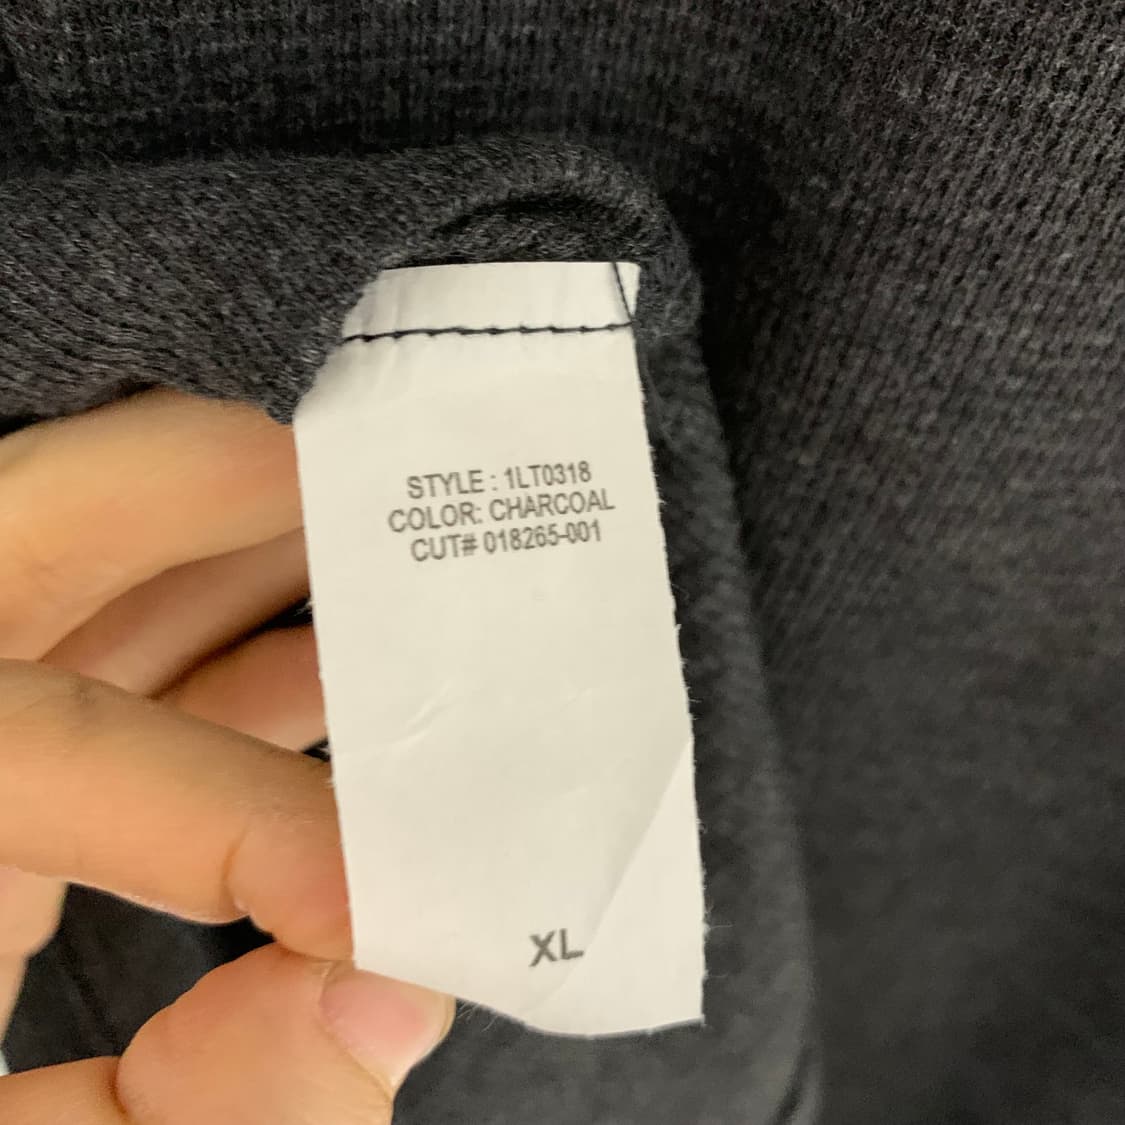 STYLE : 1LT0318
COLOR: CHARCOAL
CUT# 018265-001
XL